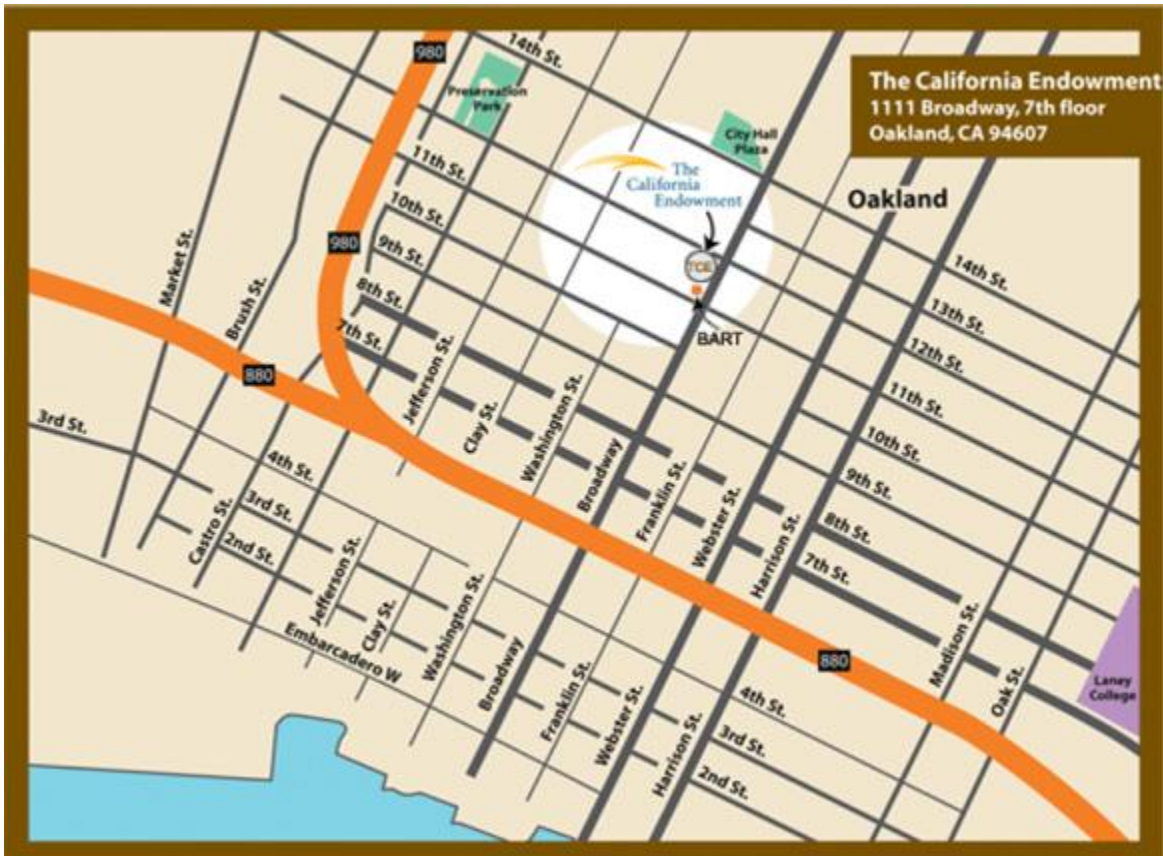 980
14th St.
The California Endowment
1111 Broadway, 7th floor
Oakland, CA 94607
Preservation
Park
City Hall
Plaza
11th St.
The
California
Endowment
Oakland
10th St.
980
9th St.
TCE
14th St.
Market St.
Brush St.
8th St.
13th St.
7th St.
BART
12th St.
880
Jefferson St.
11th St.
3rd St.
Clay St.
Washington St.
10th St.
4th St.
Broadway
Franklin St.
9th St.
Castro St.
3rd St.
Webster St.
Harrison St.
8th St.
2nd St.
7th St.
Jefferson St.
Clay St.
Washington St.
Madison St.
Embarcadero W
880
Broadway
Oak St.
Laney
College
Franklin St.
4th St.
Webster St.
Harrison St.
3rd St.
2nd St.